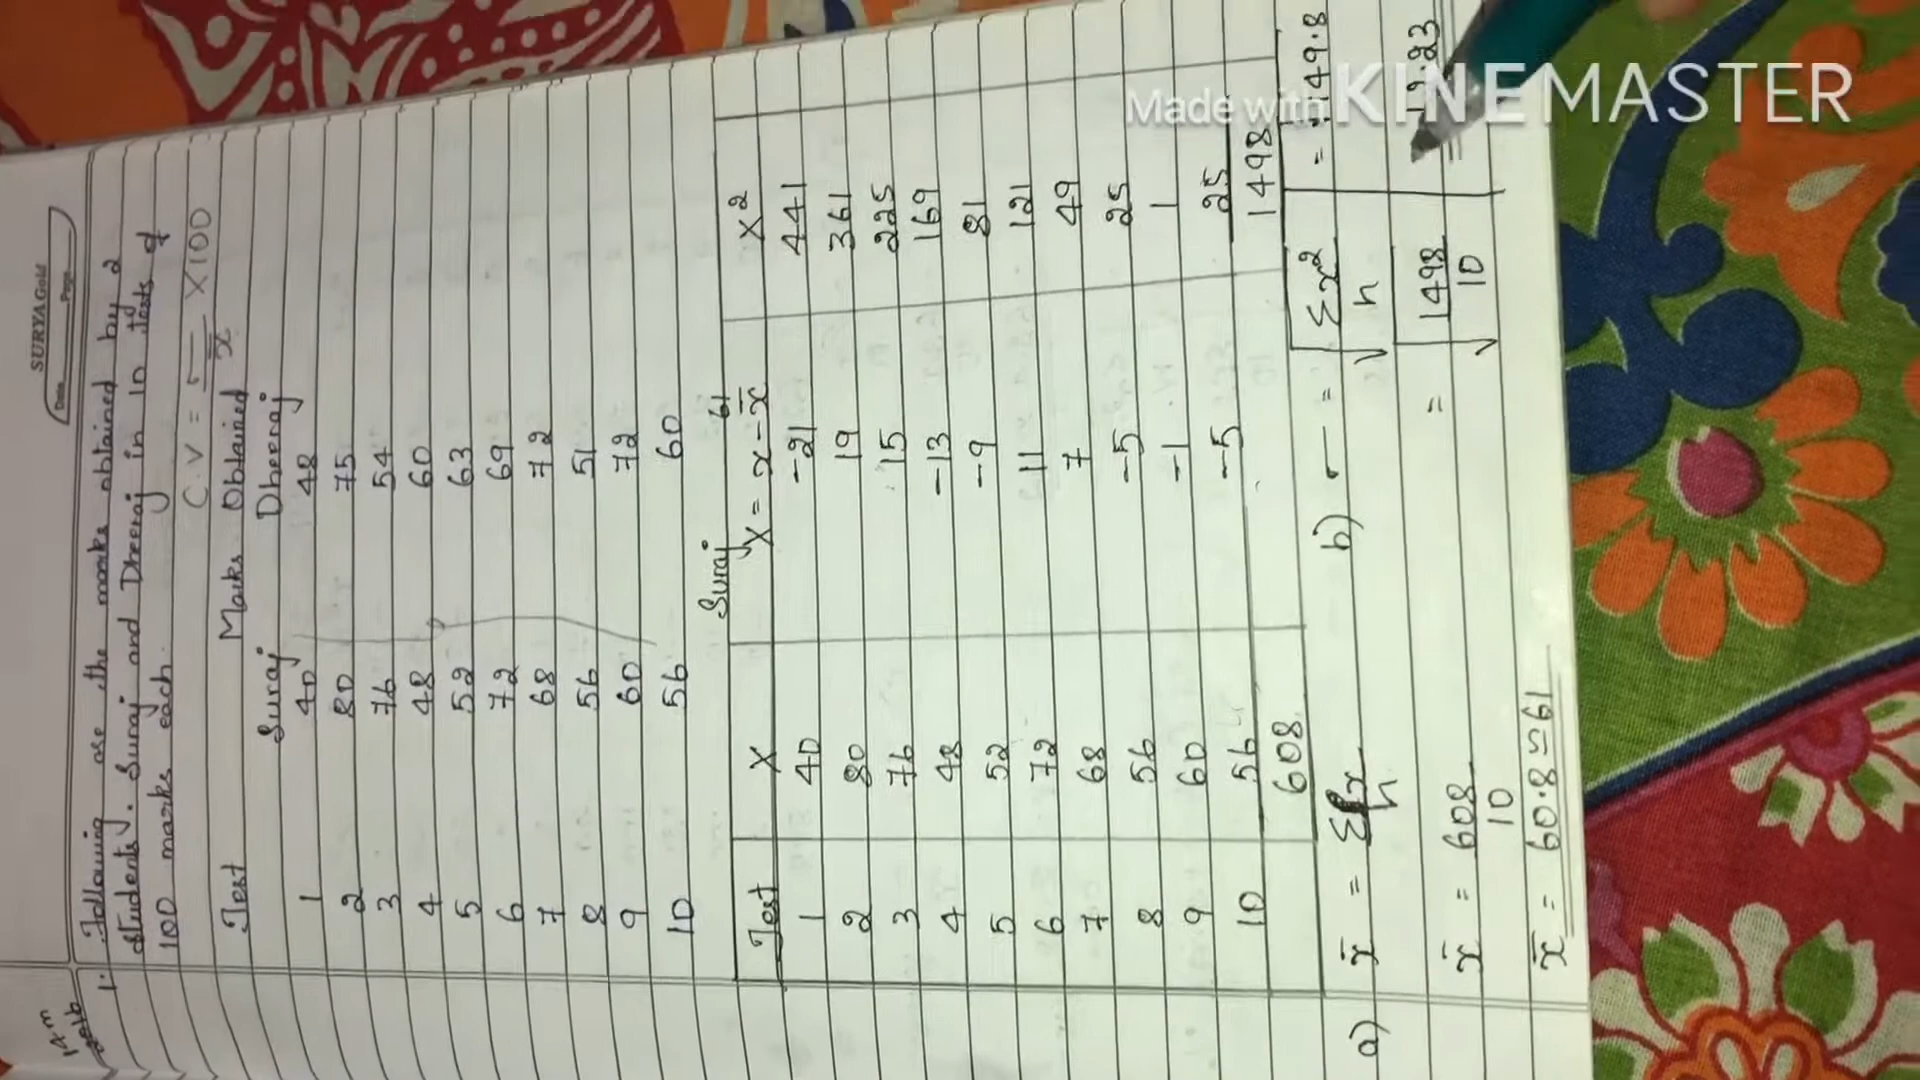 SURYA Gold
Date Page
14m
1. Following are the marks obtained by 2
students. Suraj and Dheeraj in 10 tests of
100 marks each.
C.V = σ/x̄ X100
Test Marks Obtained
Suraj Dheeraj
1 40 48
2 80 75
3 76 54
4 48 60
5 52 63
6 72 69
7 68 72
8 56 51
9 60 72
10 56 60
Suraj
61
Test X X = x - x̄ X²
1 40 -21 441
2 80 19 361
3 76 15 225
4 48 -13 169
5 52 -9 81
6 72 11 121
7 68 7 49
8 56 -5 25
9 60 -1 1
10 56 -5 25
608 1498
a) x̄ = Σx/n b) σ = √Σx²/n = 149.8
x̄ = 608/10 = √1498/10
x̄ = 60.8 ≃ 61
Made with KINEMASTER